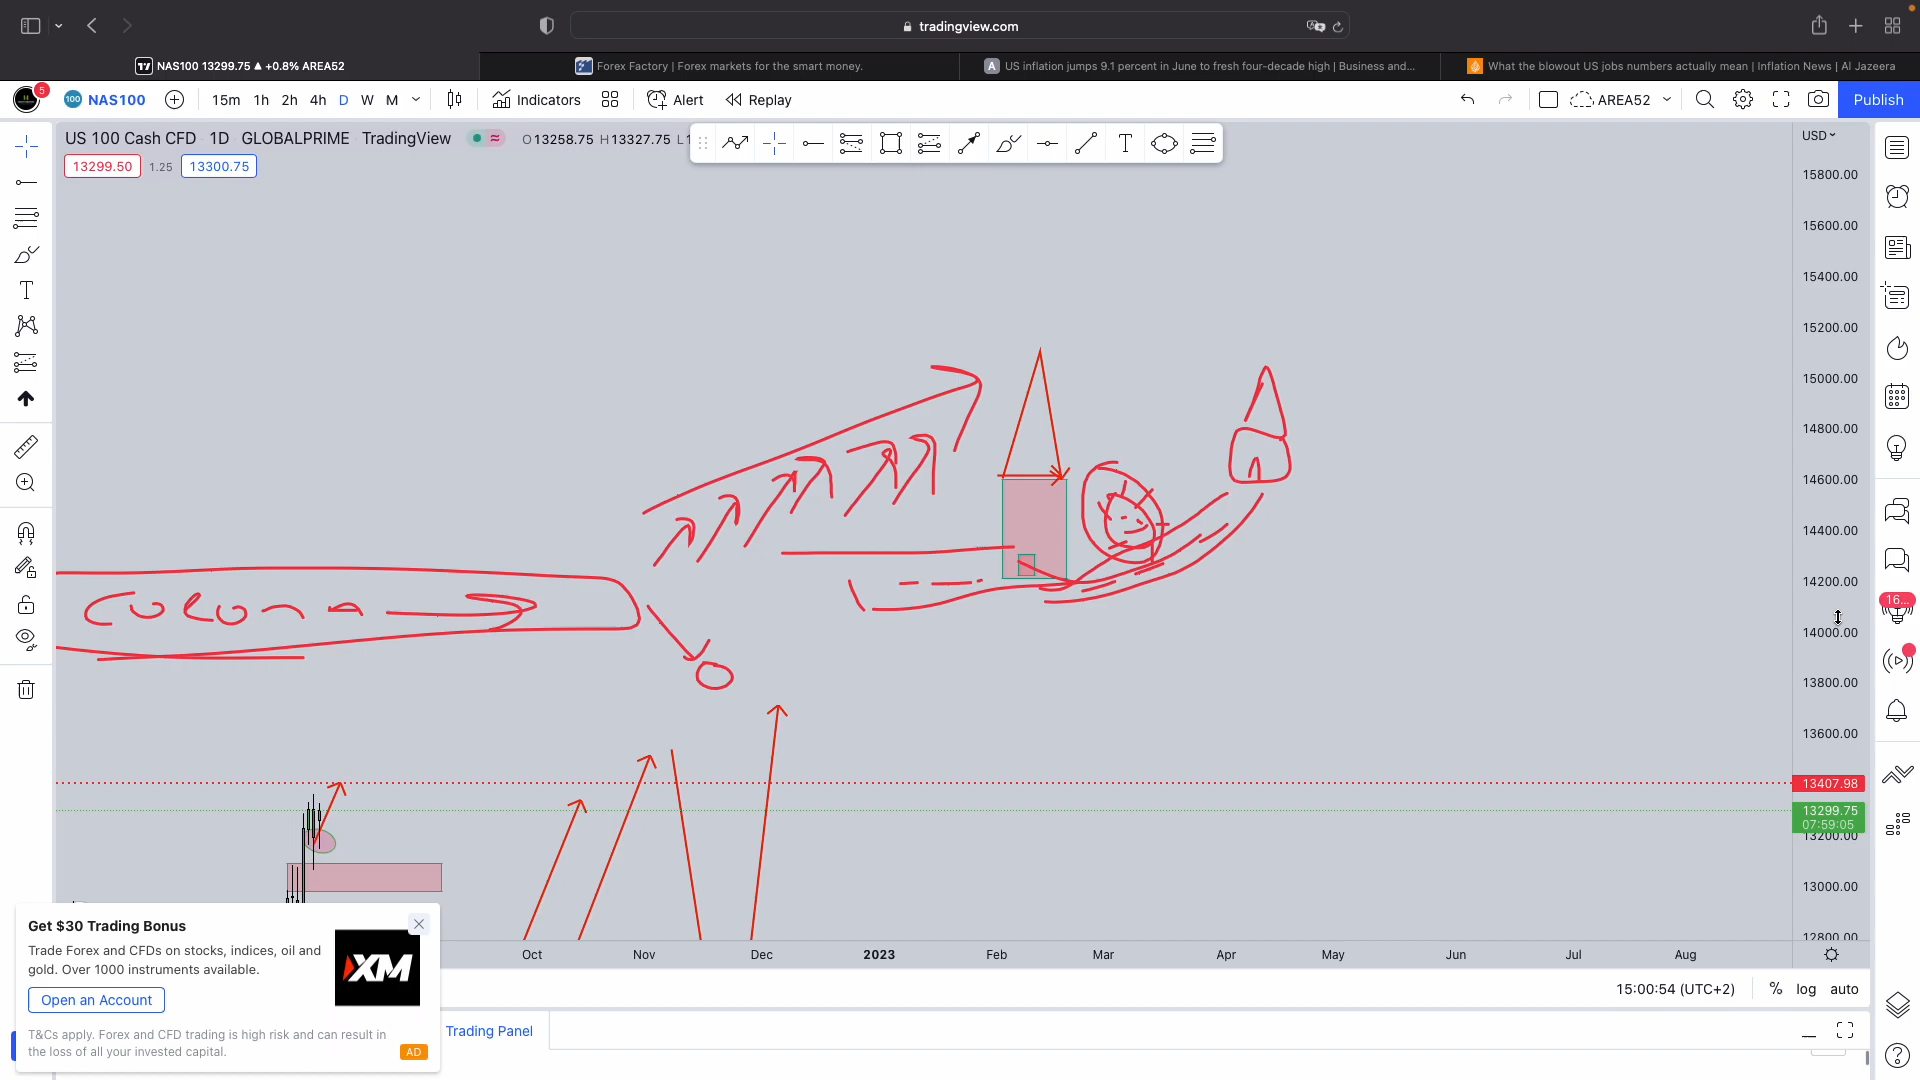 tradingview.com
NAS100 13299.75 ▲ +0.8% AREA52
Forex Factory | Forex markets for the smart money.
US inflation jumps 9.1 percent in June to fresh four-decade high | Business and...
What the blowout US jobs numbers actually mean | Inflation News | Al Jazeera
5
100 NAS100 15m 1h 2h 4h D W M Indicators Alert Replay AREA52 Publish
US 100 Cash CFD 1D GLOBALPRIME TradingView O13258.75 H13327.75 L1
13299.50 1.25 13300.75
USD
15800.00
15600.00
15400.00
15200.00
15000.00
14800.00
14600.00
14400.00
14200.00
14000.00
13800.00
13600.00
13407.98
13299.75
07:59:05
13200.00
13000.00
12800.00
16...
Corona
Oct Nov Dec 2023 Feb Mar Apr May Jun Jul Aug
15:00:54 (UTC+2) % log auto
Trading Panel
Get $30 Trading Bonus
Trade Forex and CFDs on stocks, indices, oil and
gold. Over 1000 instruments available.
XM
Open an Account
T&Cs apply. Forex and CFD trading is high risk and can result in
the loss of all your invested capital.
AD